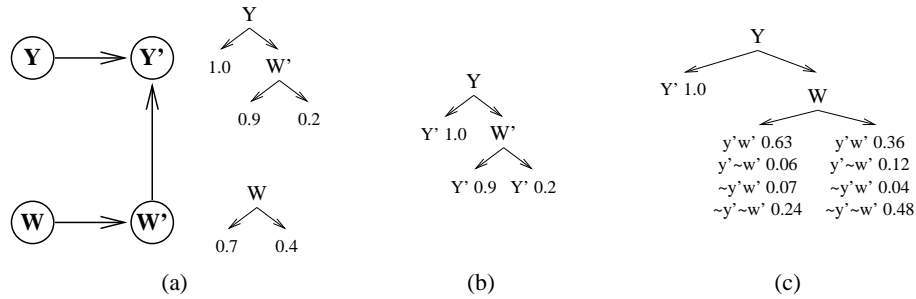 Y
Y'
Y
1.0
W'
0.9 0.2
W
W'
W
0.7 0.4
(a)
Y
Y' 1.0
W'
Y' 0.9 Y' 0.2
(b)
Y
Y' 1.0
W
y'w' 0.63
y'~w' 0.06
~y'w' 0.07
~y'~w' 0.24
y'w' 0.36
y'~w' 0.12
~y'w' 0.04
~y'~w' 0.48
(c)